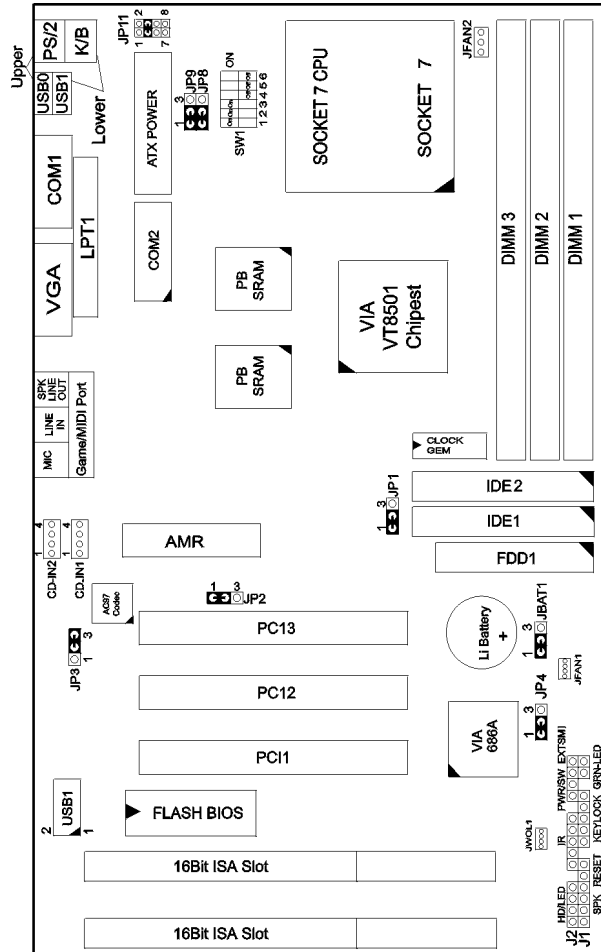 Upper
PS/2
K/B
USB0
USB1
Lower
COM1
LPT1
VGA
SPK
LINE
OUT
LINE
IN
MIC
Game/MIDI Port
JP11
1 2
7 8
ATX POWER
1 3
JP9
JP8
ON
SW1
1 2 3 4 5 6
SOCKET 7 CPU
SOCKET 7
JFAN2
COM2
PB
SRAM
PB
SRAM
VIA
VT8501
Chipest
DIMM 3
DIMM 2
DIMM 1
CLOCK
GEM
1 3
JP1
IDE2
IDE1
FDD1
1 4
CD-IN2
1 4
CD.IN1
AMR
AC97
Codec
1 3
JP2
3
1
JP3
PC13
PC12
PCI1
Li Battery
+
1 3
JBAT1
JFAN1
1 3
JP4
VIA
686A
2
USB1
1
FLASH BIOS
JWOL1
16Bit ISA Slot
16Bit ISA Slot
HD/LED IR PWR/SW EXTSMI
J2
J1
SPK RESET KEYLOCK GRN-LED